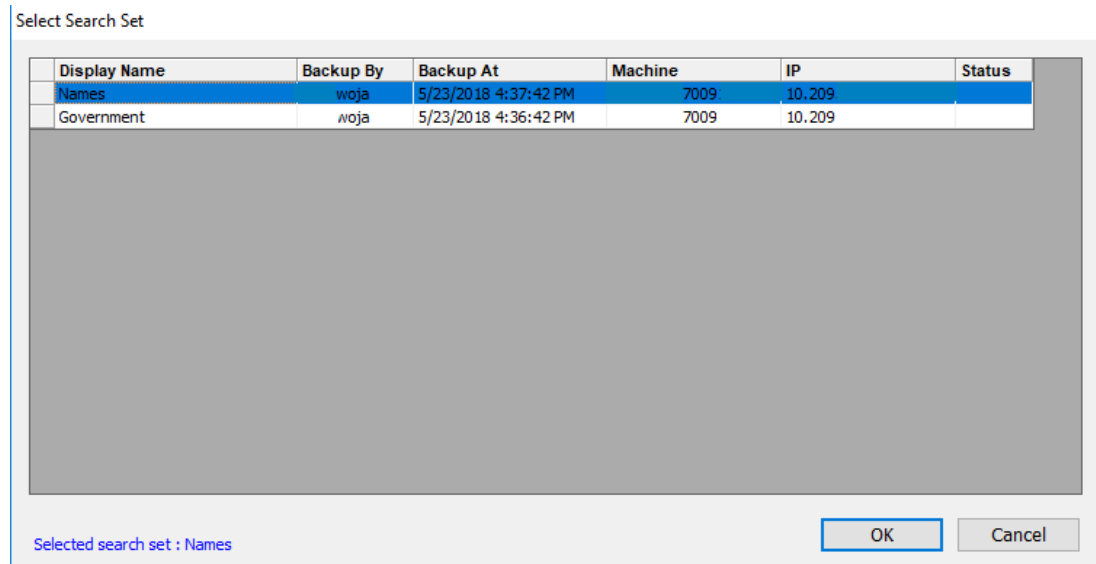 Select Search Set
Display Name Backup By Backup At Machine IP Status
Names woja 5/23/2018 4:37:42 PM 7009 10.209
Government woja 5/23/2018 4:36:42 PM 7009 10.209
Selected search set : Names
OK Cancel